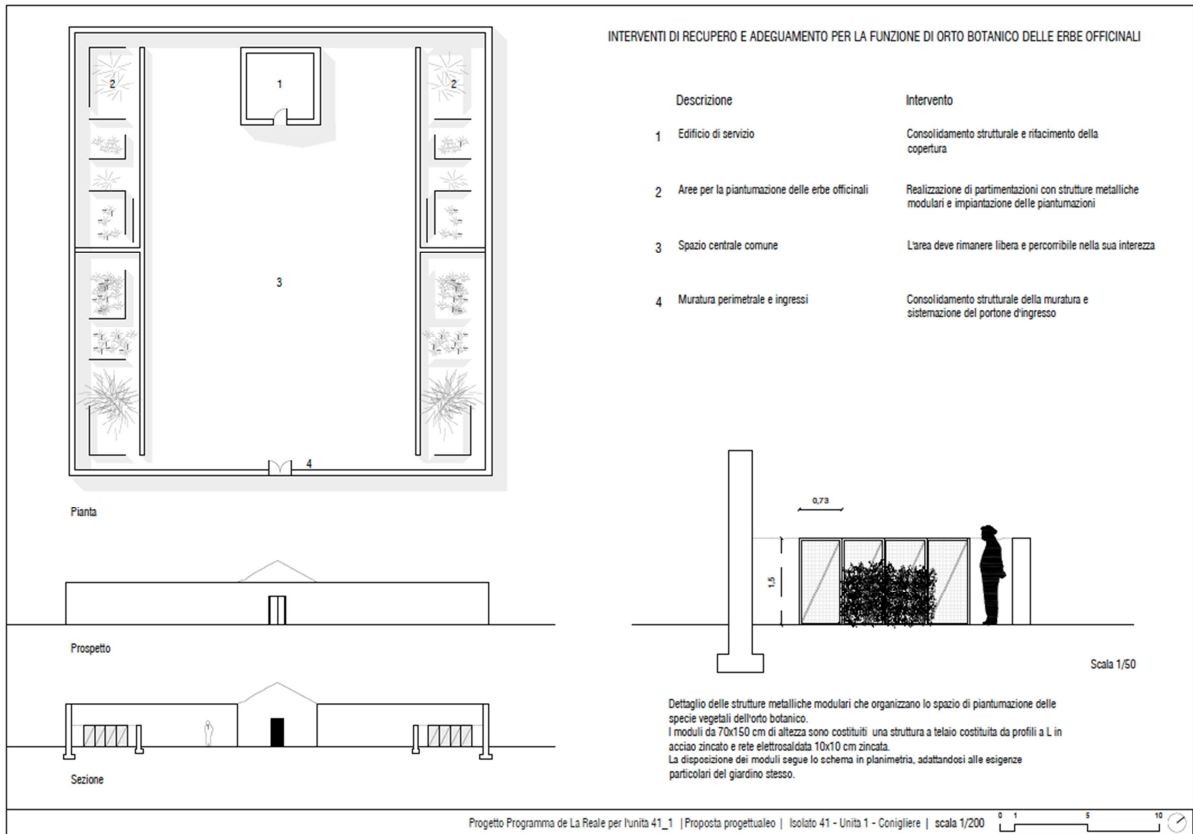 INTERVENTI DI RECUPERO E ADEGUAMENTO PER LA FUNZIONE DI ORTO BOTANICO DELLE ERBE OFFICINALI
Descrizione
Intervento
1
Edificio di servizio
Consolidamento strutturale e rifacimento della
copertura
2
Aree per la piantumazione delle erbe officinali
Realizzazione di partimentazioni con strutture metalliche
modulari e impiantazione delle piantumazioni
3
Spazio centrale comune
L'area deve rimanere libera e percorribile nella sua interezza
4
Muratura perimetrale e ingressi
Consolidamento strutturale della muratura e
sistemazione del portone d'ingresso
2
1
2
3
4
Pianta
Prospetto
Sezione
0,73
1,5
Scala 1/50
Dettaglio delle strutture metalliche modulari che organizzano lo spazio di piantumazione delle
specie vegetali dell'orto botanico.
I moduli da 70x150 cm di altezza sono costituiti una struttura a telaio costituita da profili a L in
acciao zincato e rete elettrosaldata 10x10 cm zincata.
La disposizione dei moduli segue lo schema in planimetria, adattandosi alle esigenze
particolari del giardino stesso.
Progetto Programma de La Reale per l'unità 41_1 | Proposta progettualeo | Isolato 41 - Unità 1 - Conigliere | scala 1/200
0 1 5 10